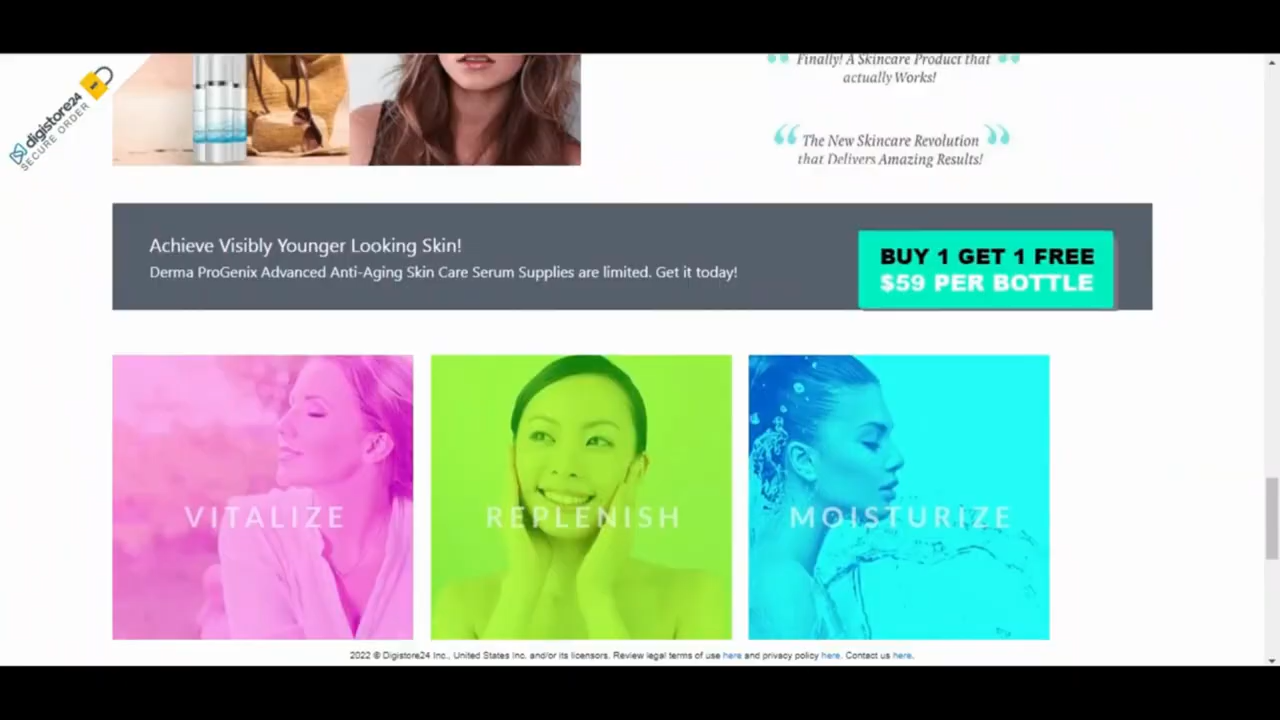 digistore24
SECURE ORDER
Finally! A Skincare Product that
actually Works!
The New Skincare Revolution
that Delivers Amazing Results!
Achieve Visibly Younger Looking Skin!
Derma ProGenix Advanced Anti-Aging Skin Care Serum Supplies are limited. Get it today!
BUY 1 GET 1 FREE
$59 PER BOTTLE
VITALIZE
REPLENISH
MOISTURIZE
2022 © Digistore24 Inc., United States Inc. and/or its licensors. Review legal terms of use here and privacy policy here. Contact us here.